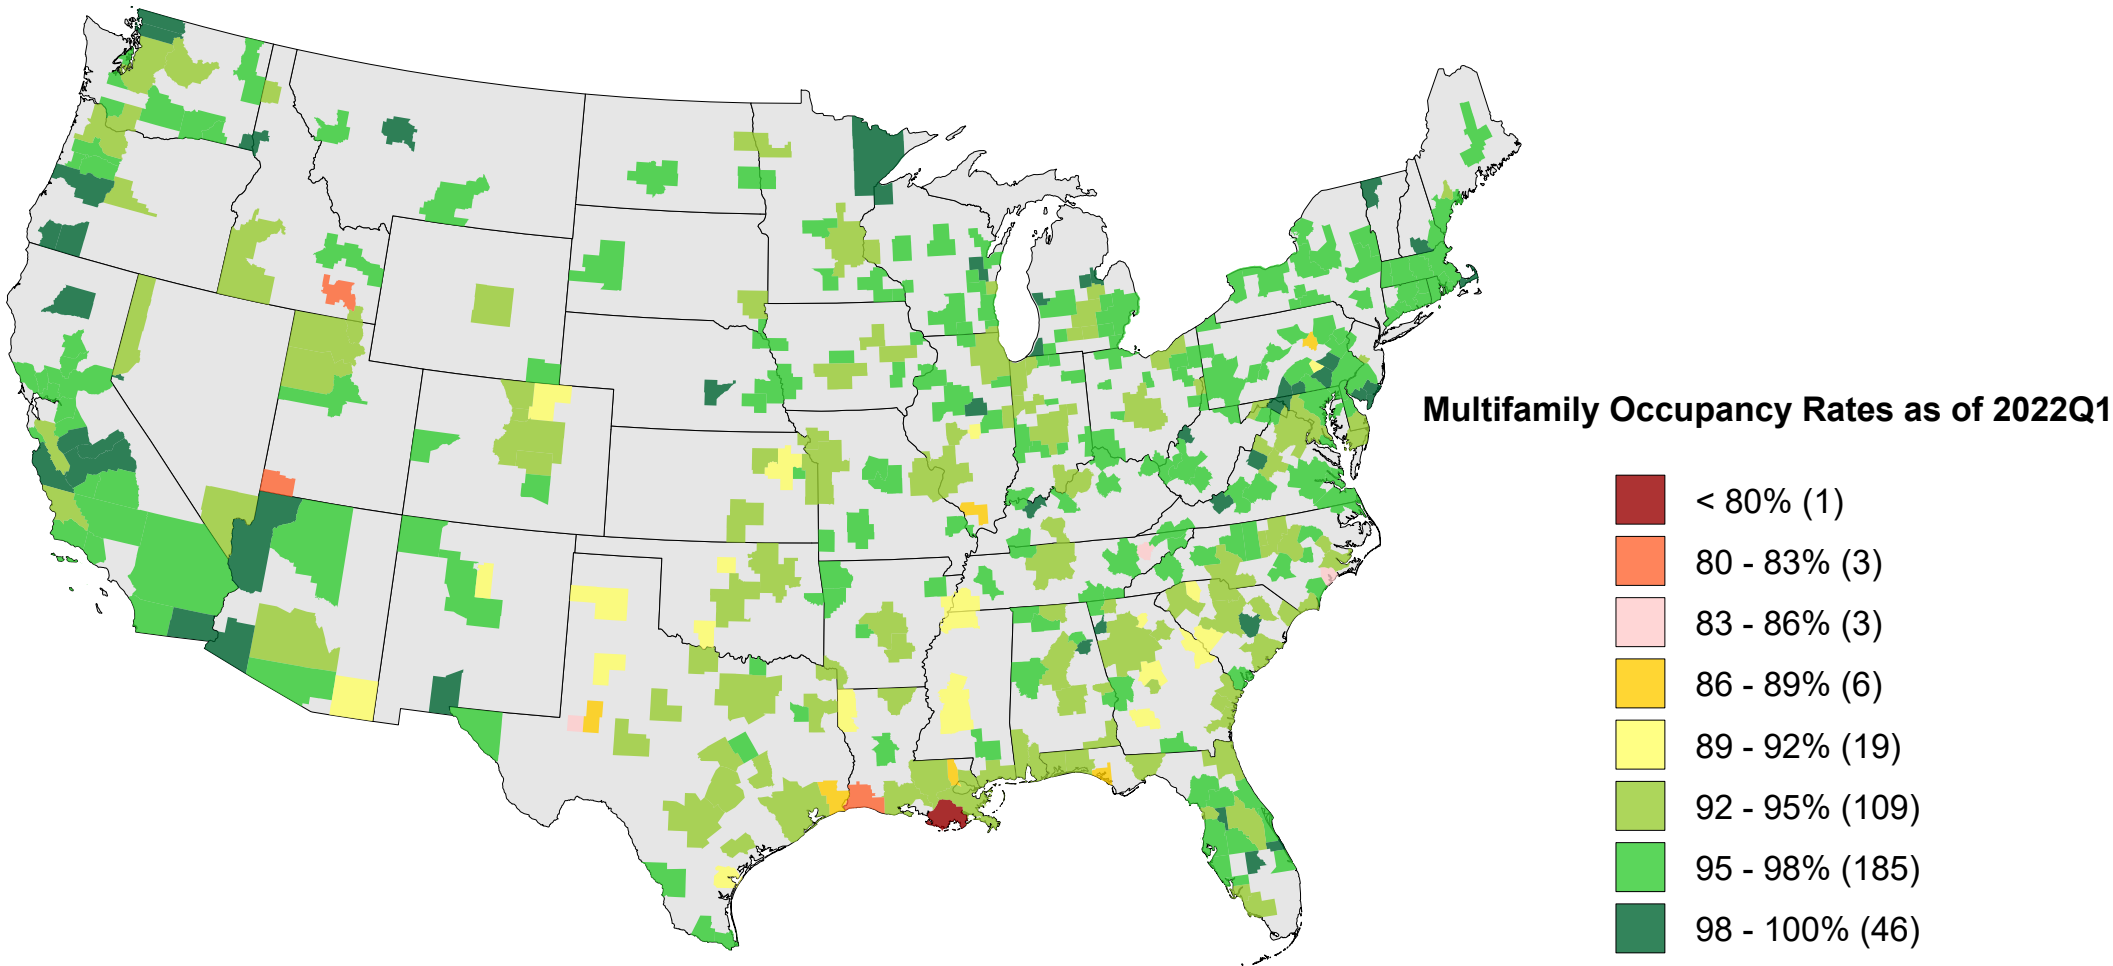 Multifamily Occupancy Rates as of 2022Q1
< 80% (1)
80 - 83% (3)
83 - 86% (3)
86 - 89% (6)
89 - 92% (19)
92 - 95% (109)
95 - 98% (185)
98 - 100% (46)